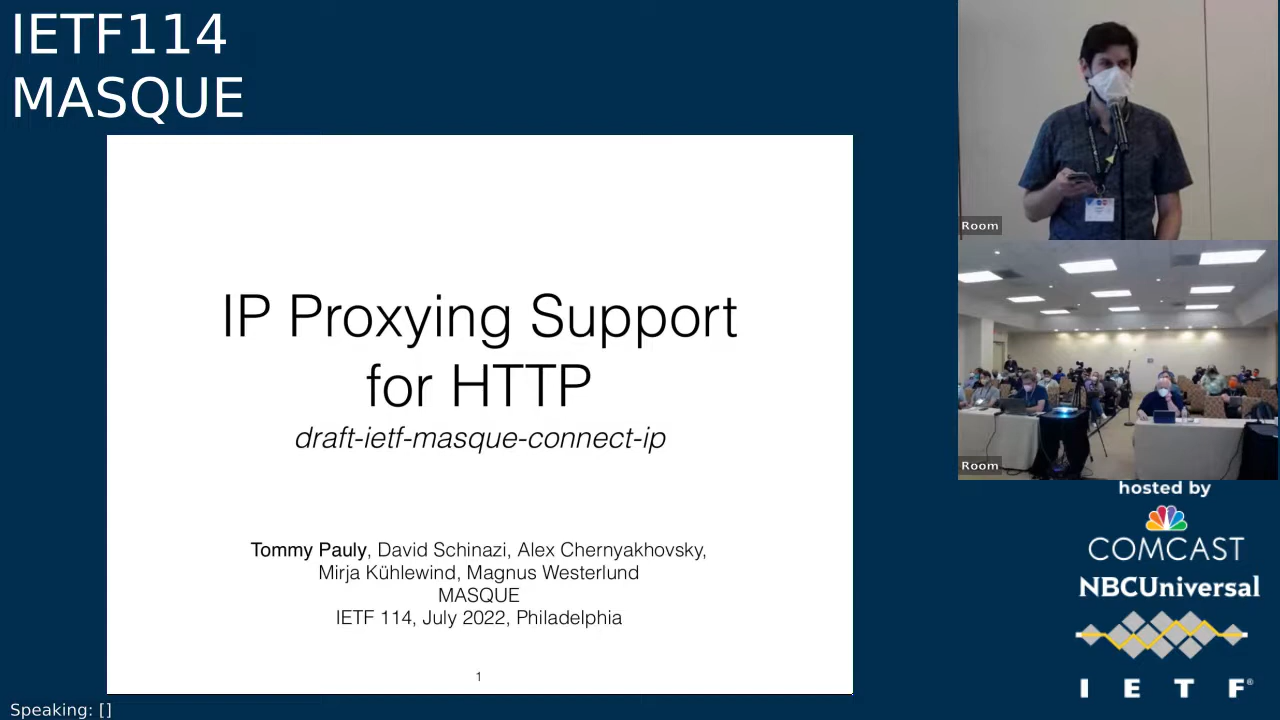 IETF114
MASQUE
IP Proxying Support
for HTTP
draft-ietf-masque-connect-ip
Tommy Pauly, David Schinazi, Alex Chernyakhovsky,
Mirja Kühlewind, Magnus Westerlund
MASQUE
IETF 114, July 2022, Philadelphia
1
Room
Room
hosted by
COMCAST
NBCUniversal
I E T F®
Speaking: []